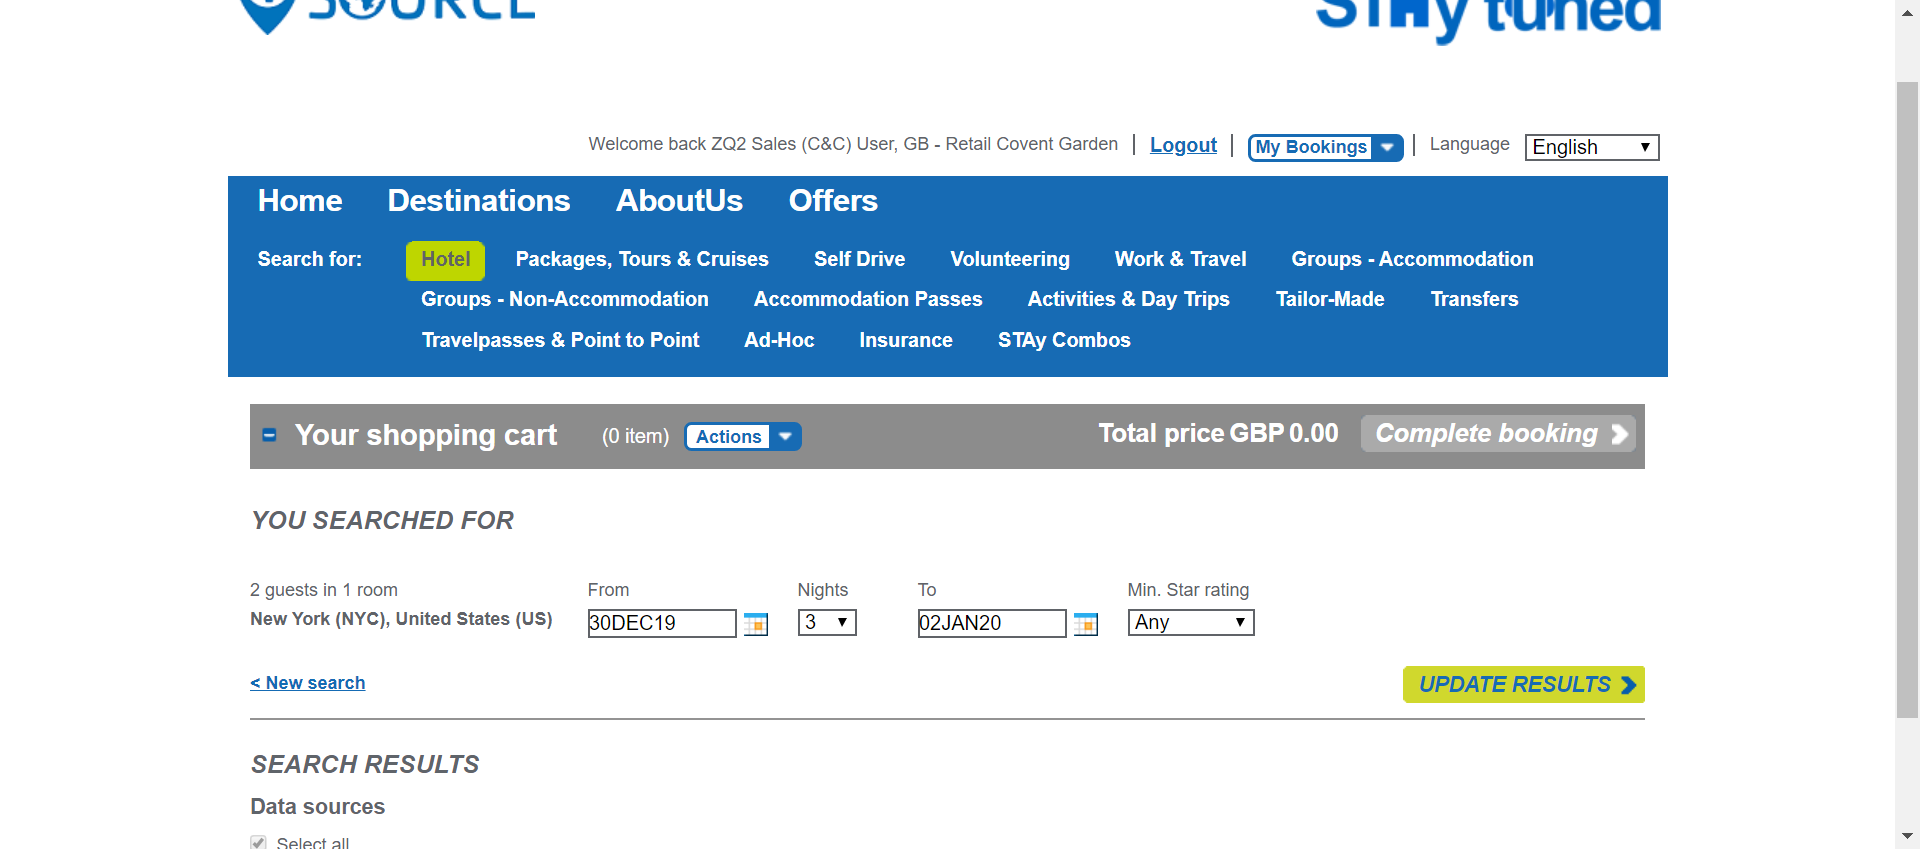 SOURCE
STAy tuned
Welcome back ZQ2 Sales (C&C) User, GB - Retail Covent Garden | Logout | My Bookings | Language English
Home Destinations AboutUs Offers
Search for: Hotel Packages, Tours & Cruises Self Drive Volunteering Work & Travel Groups - Accommodation
Groups - Non-Accommodation Accommodation Passes Activities & Day Trips Tailor-Made Transfers
Travelpasses & Point to Point Ad-Hoc Insurance STAy Combos
Your shopping cart (0 item) Actions Total price GBP 0.00 Complete booking
YOU SEARCHED FOR
2 guests in 1 room From Nights To Min. Star rating
New York (NYC), United States (US) 30DEC19 3 02JAN20 Any
< New search UPDATE RESULTS
SEARCH RESULTS
Data sources
Select all